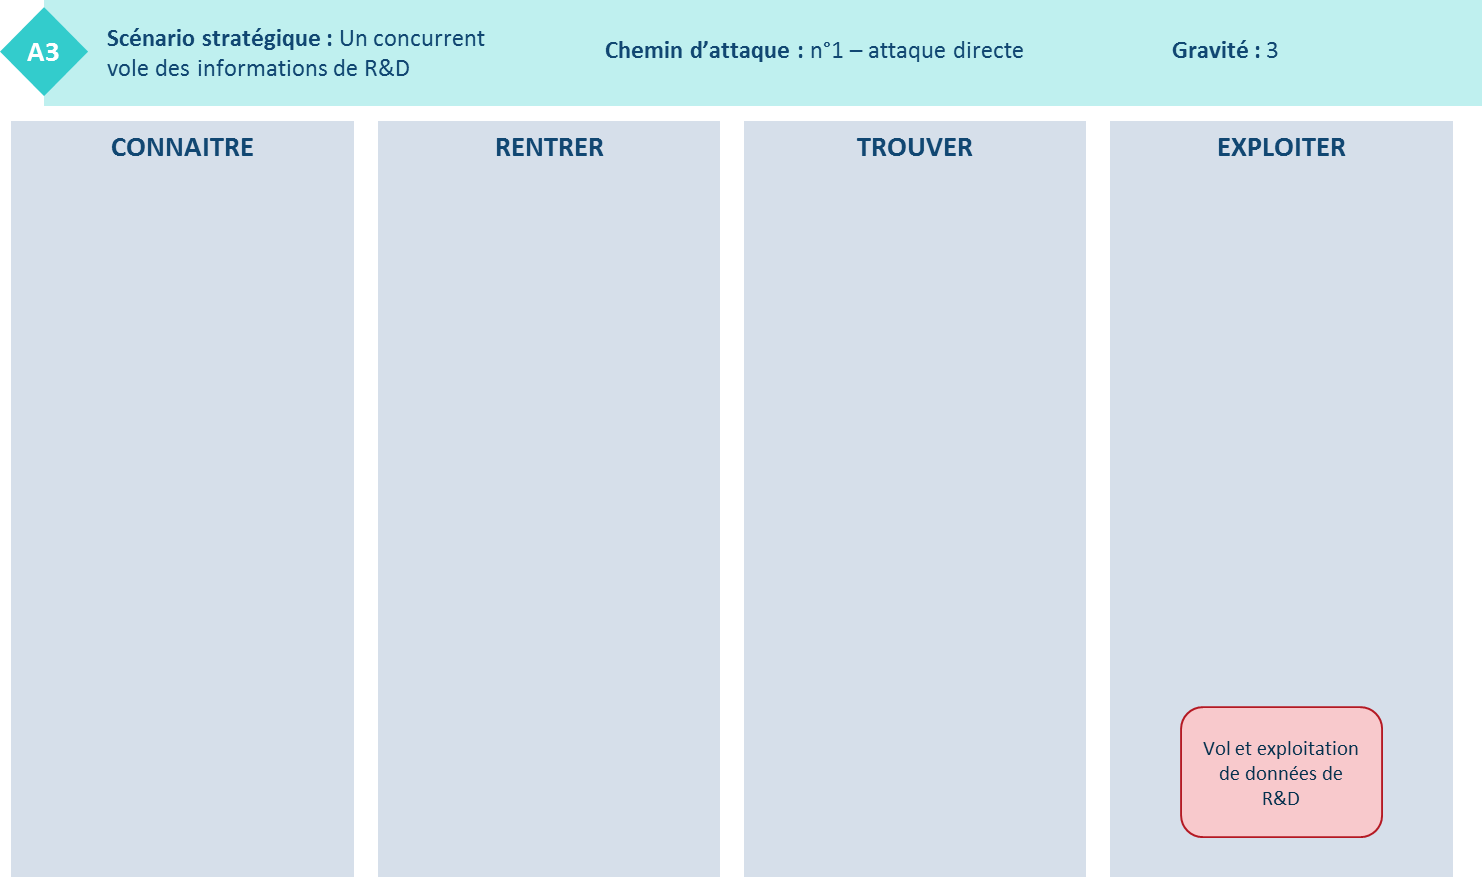 A3
Scénario stratégique : Un concurrent
vole des informations de R&D
Chemin d’attaque : n°1 – attaque directe
Gravité : 3
CONNAITRE
RENTRER
TROUVER
EXPLOITER
Vol et exploitation
de données de
R&D